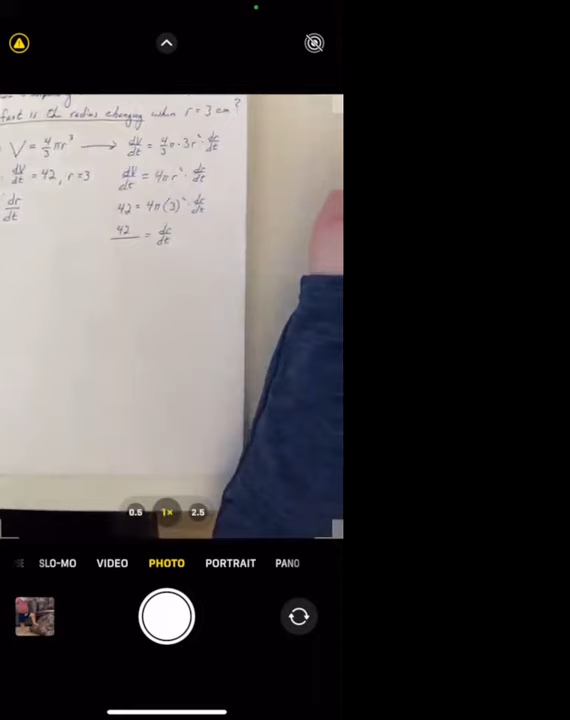 fast is the radius changing when r = 3 cm?
V = 4/3 πr³ ⟶ dV/dt = 4/3 π · 3r² · dr/dt
dV/dt = 42, r = 3
dV/dt = 4πr² · dr/dt
dr/dt
42 = 4π(3)² · dr/dt
42 = dr/dt
0.5 1× 2.5
SLO-MO VIDEO PHOTO PORTRAIT PANO